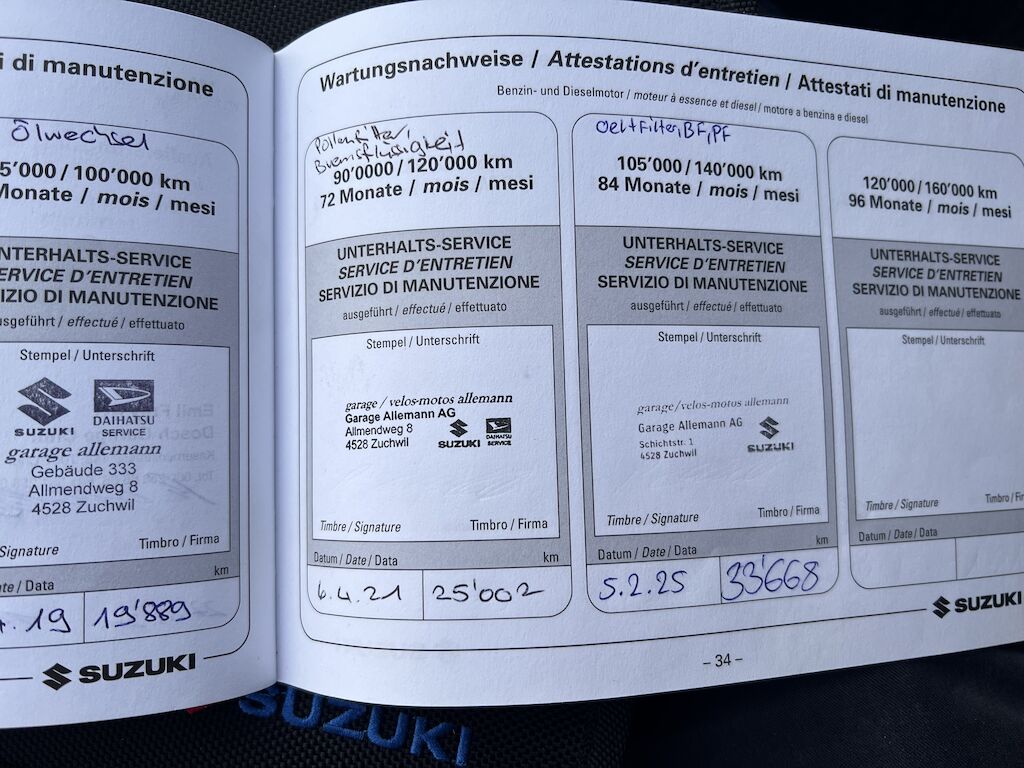 i di manutenzione
Ölwechsel
5'000 / 100'000 km
Monate / mois / mesi
UNTERHALTS-SERVICE
SERVICE D'ENTRETIEN
SERVIZIO DI MANUTENZIONE
ausgeführt / effectué / effettuato
Stempel / Unterschrift
SUZUKI
DAIHATSU
SERVICE
garage allemann
Gebäude 333
Allmendweg 8
4528 Zuchwil
Signature
Timbro / Firma
Date / Data
km
19
19'889
SUZUKI
Wartungsnachweise / Attestations d'entretien / Attestati di manutenzione
Benzin- und Dieselmotor / moteur à essence et diesel / motore a benzina e diesel
Pollenfilter,
Bremsflüssigkeit
90'0000 / 120'000 km
72 Monate / mois / mesi
UNTERHALTS-SERVICE
SERVICE D'ENTRETIEN
SERVIZIO DI MANUTENZIONE
ausgeführt / effectué / effettuato
Stempel / Unterschrift
garage / velos-motos allemann
Garage Allemann AG
Allmendweg 8
4528 Zuchwil
SUZUKI
DAIHATSU
SERVICE
Timbre / Signature
Timbro / Firma
Datum / Date / Data
km
6.4.21
25'002
Oel+Filter, BF, PF
105'000 / 140'000 km
84 Monate / mois / mesi
UNTERHALTS-SERVICE
SERVICE D'ENTRETIEN
SERVIZIO DI MANUTENZIONE
ausgeführt / effectué / effettuato
Stempel / Unterschrift
garage/velos-motos allemann
Garage Allemann AG
Schichtstr. 1
4528 Zuchwil
SUZUKI
Timbre / Signature
Timbro / Firma
Datum / Date / Data
km
5.2.25
33'668
120'000 / 160'000 km
96 Monate / mois / mesi
UNTERHALTS-SERVICE
SERVICE D'ENTRETIEN
SERVIZIO DI MANUTENZIONE
ausgeführt / effectué / effettuato
Stempel / Unterschrift
Timbre / Signature
Timbro / Fir
Datum / Date / Data
SUZUKI
– 34 –
SUZUKI